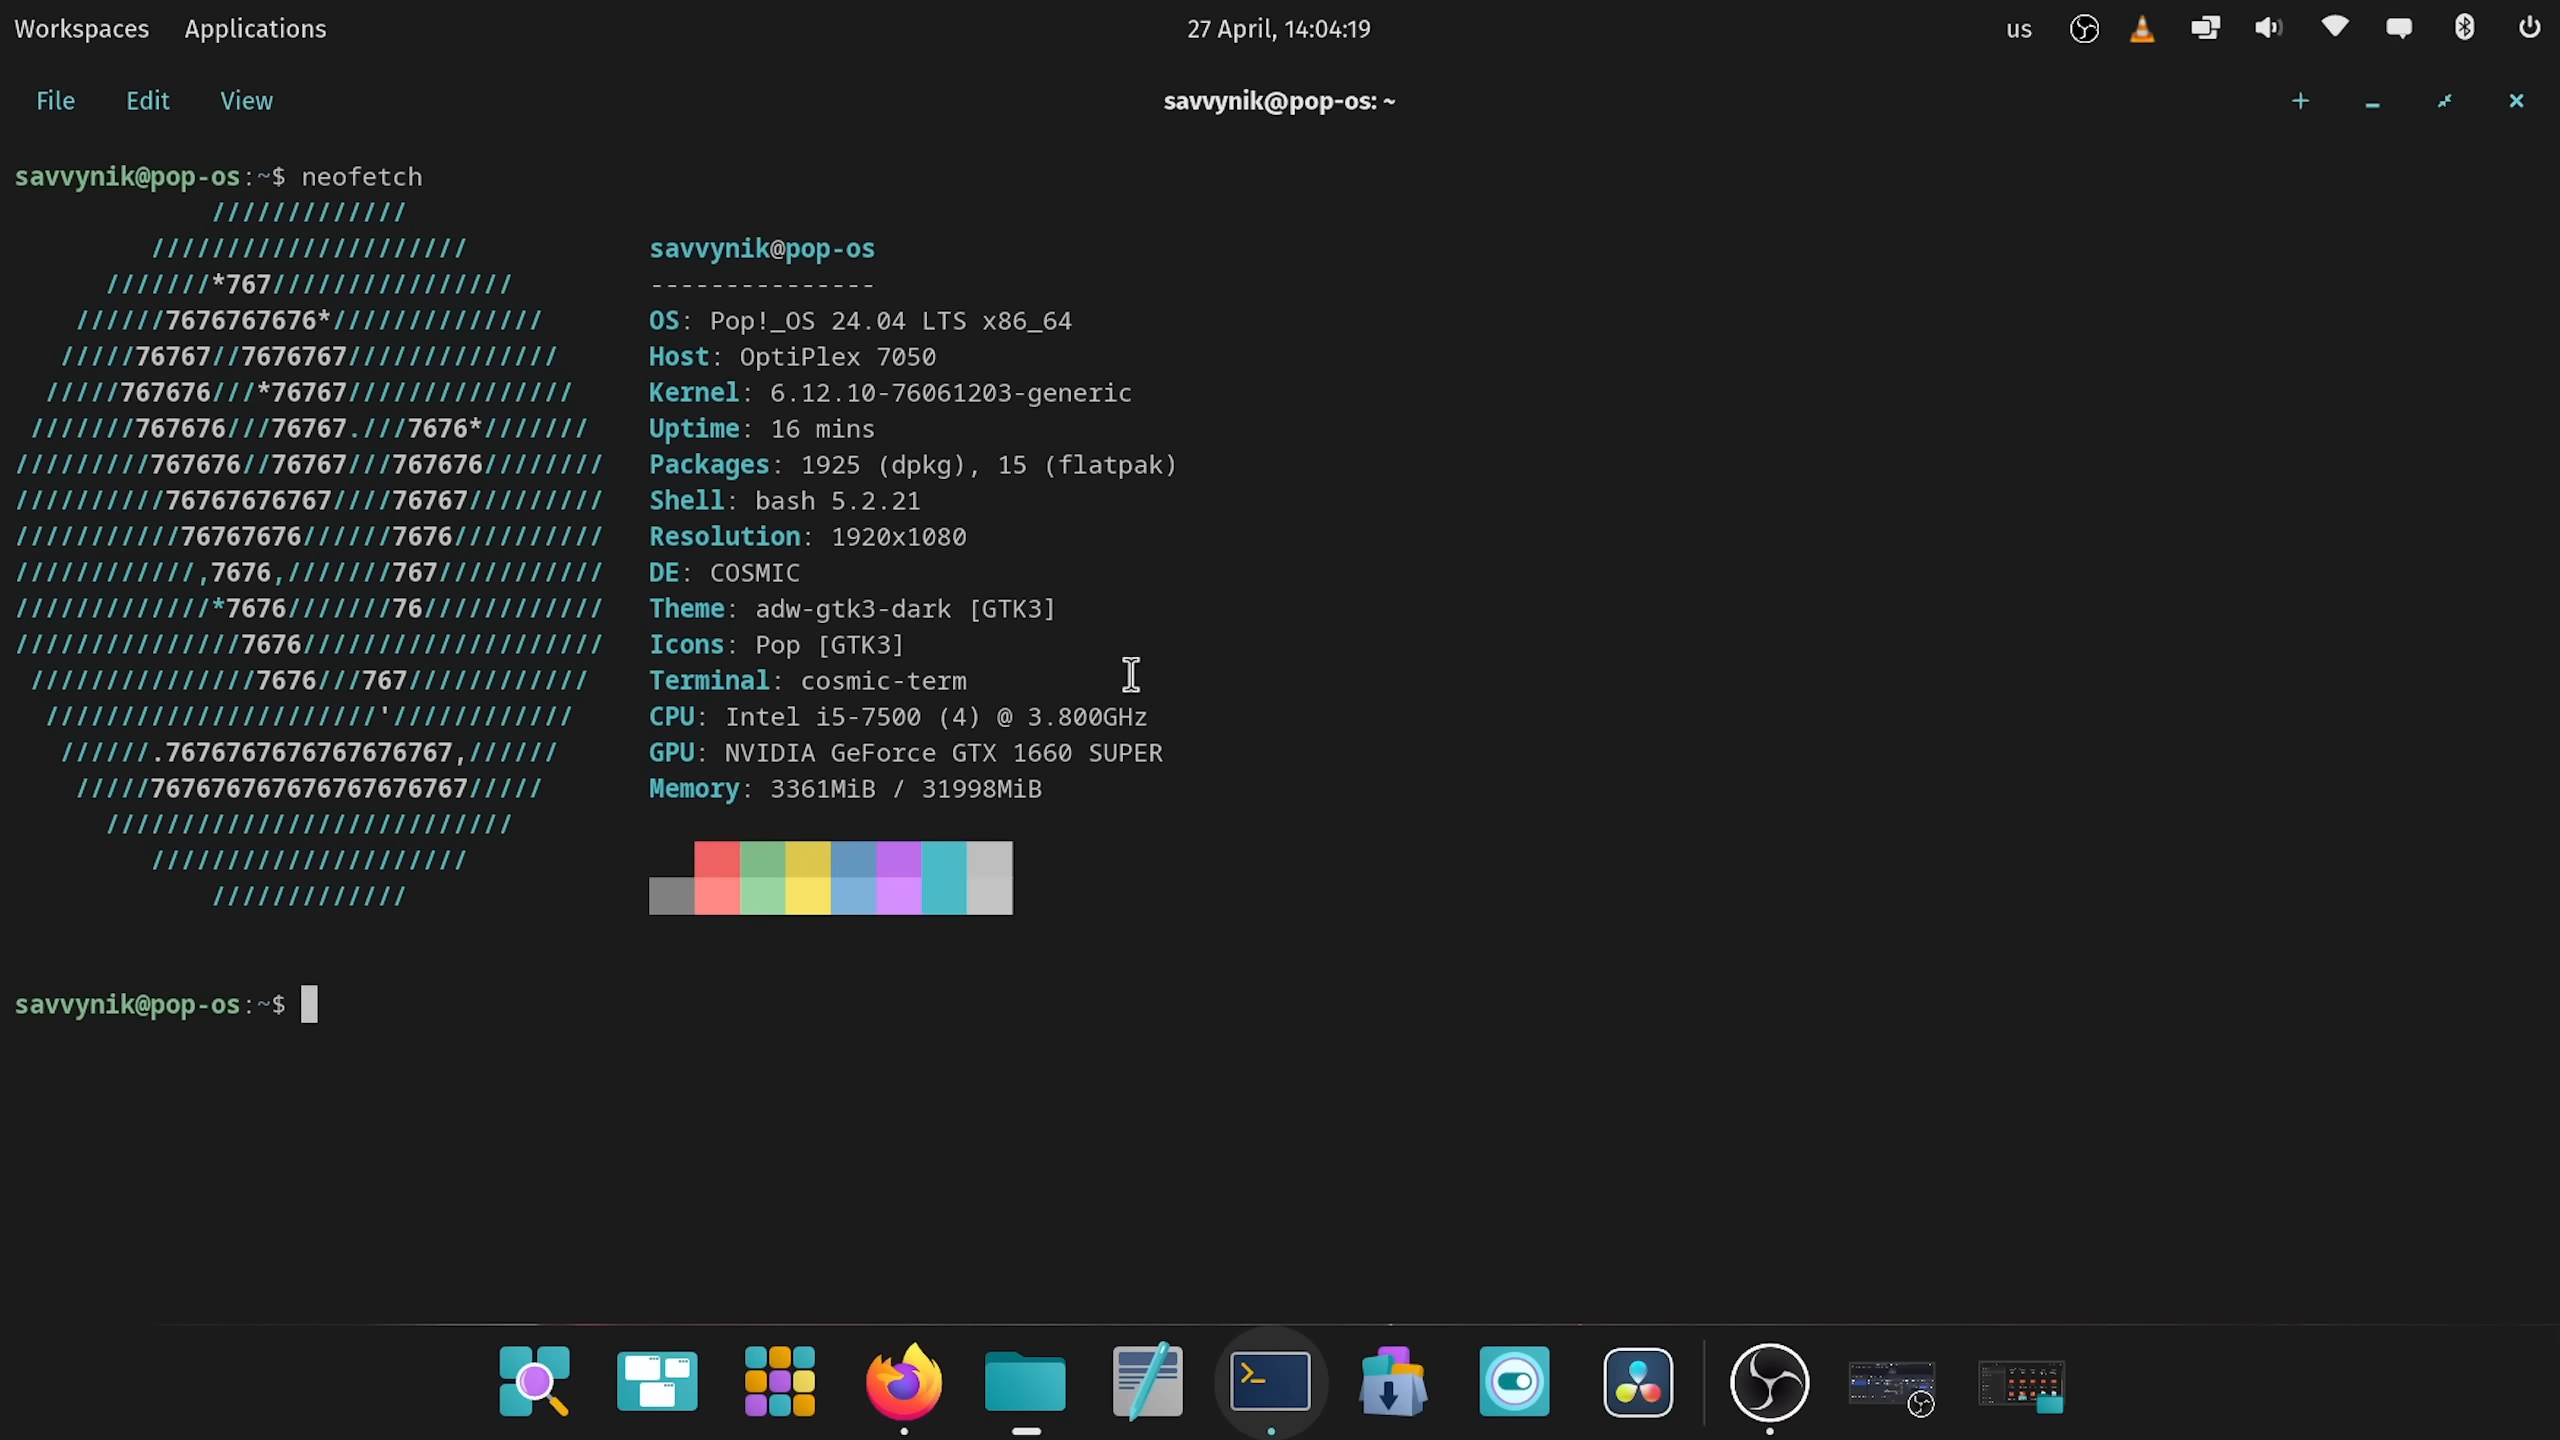 Workspaces Applications 27 April, 14:04:19 us
File Edit View savvynik@pop-os: ~
savvynik@pop-os:~$ neofetch
/////////////
///////////////////// savvynik@pop-os
///////*767//////////////// ---------------
//////7676767676*////////////// OS: Pop!_OS 24.04 LTS x86_64
/////76767//7676767////////////// Host: OptiPlex 7050
/////767676///*76767/////////////// Kernel: 6.12.10-76061203-generic
///////767676///76767.///7676*/////// Uptime: 16 mins
/////////767676//76767///767676//////// Packages: 1925 (dpkg), 15 (flatpak)
//////////76767676767////76767///////// Shell: bash 5.2.21
///////////76767676//////7676////////// Resolution: 1920x1080
////////////,7676,///////767/////////// DE: COSMIC
/////////////*7676///////76//////////// Theme: adw-gtk3-dark [GTK3]
///////////////7676//////////////////// Icons: Pop [GTK3]
///////////////7676///767//////////// Terminal: cosmic-term
//////////////////////'//////////// CPU: Intel i5-7500 (4) @ 3.800GHz
//////.7676767676767676767,////// GPU: NVIDIA GeForce GTX 1660 SUPER
/////767676767676767676767///// Memory: 3361MiB / 31998MiB
///////////////////////////
/////////////////////
/////////////
savvynik@pop-os:~$